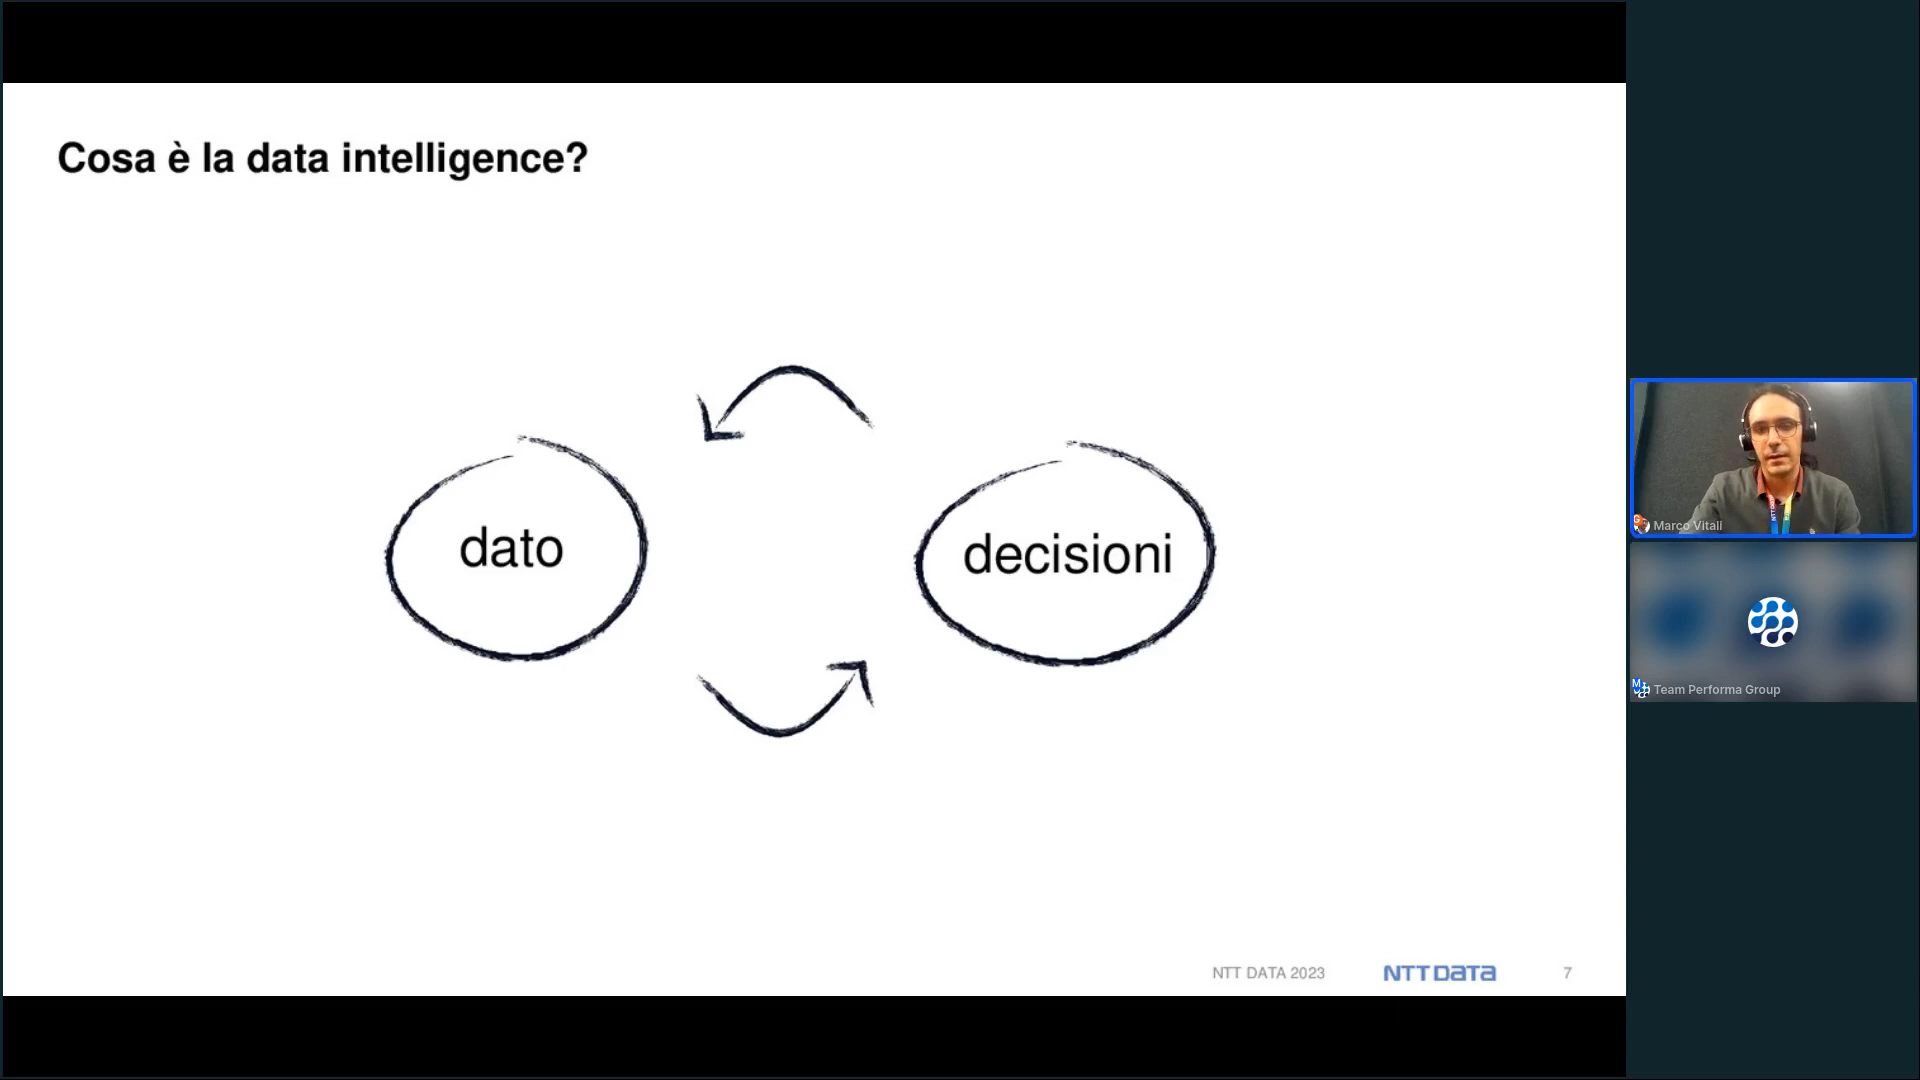 Cosa è la data intelligence?
dato
decisioni
NTT DATA 2023
NTT DATA
7
Marco Vitali
Team Performa Group